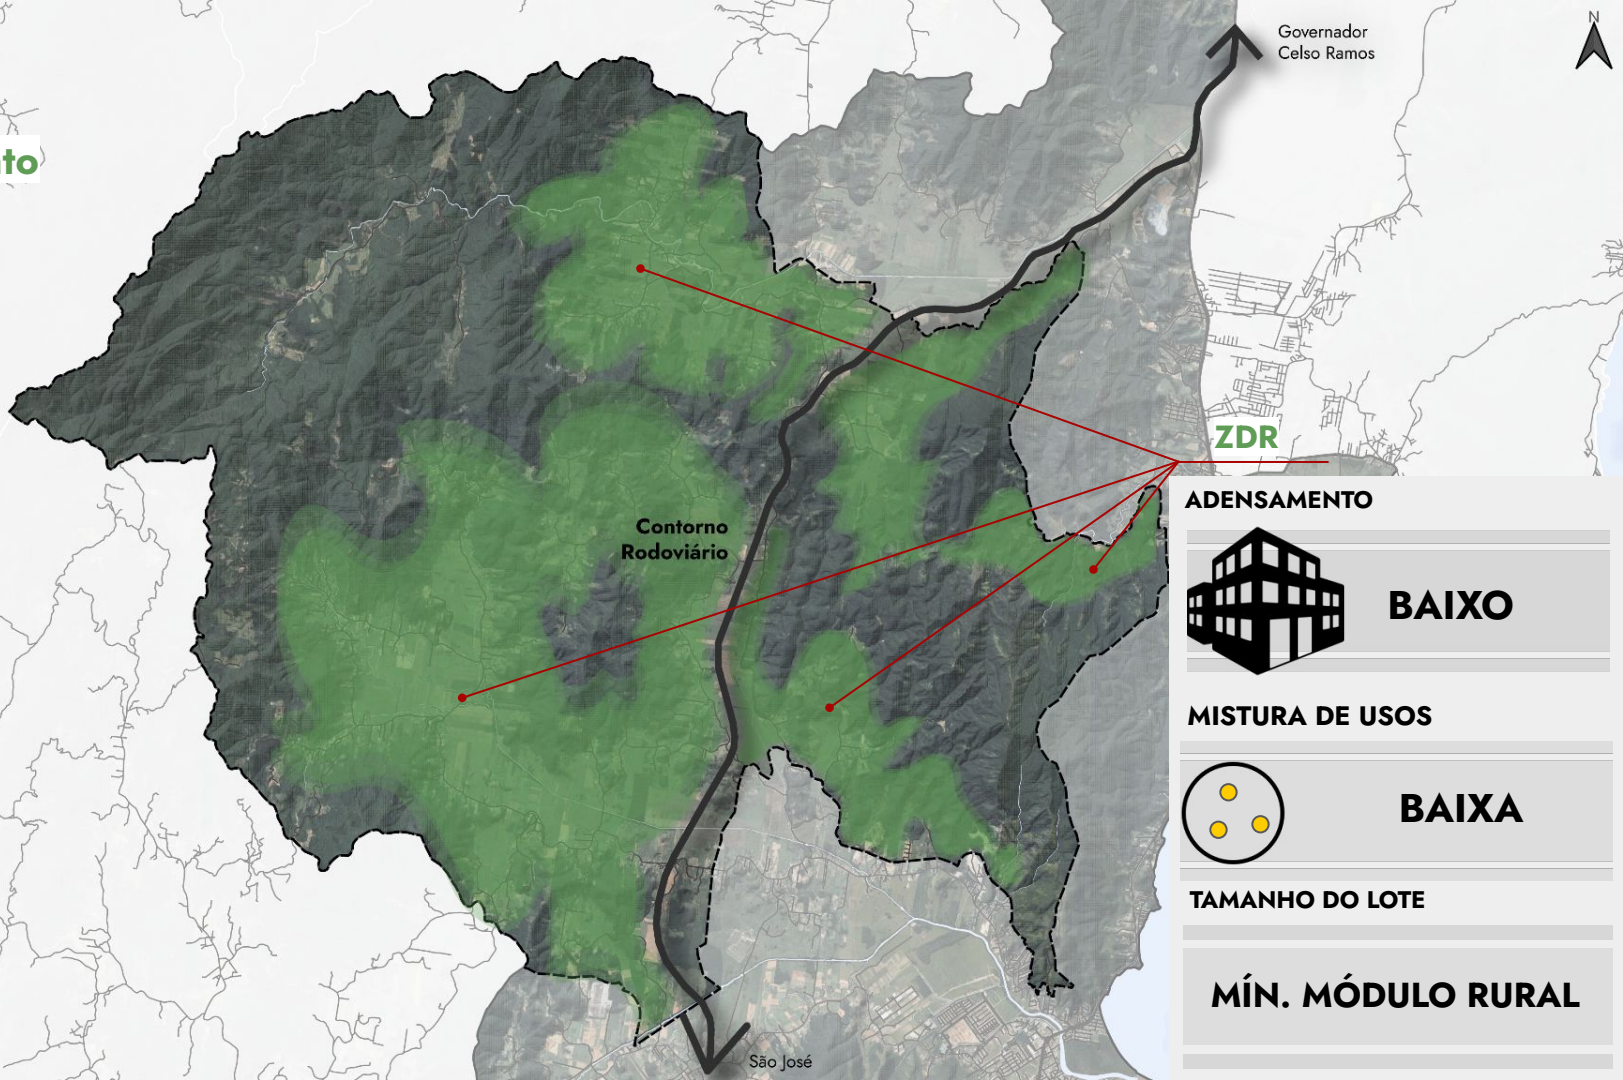 N
Governador
Celso Ramos
to
ZDR
ADENSAMENTO
BAIXO
Contorno
Rodoviário
MISTURA DE USOS
BAIXA
TAMANHO DO LOTE
MÍN. MÓDULO RURAL
São José